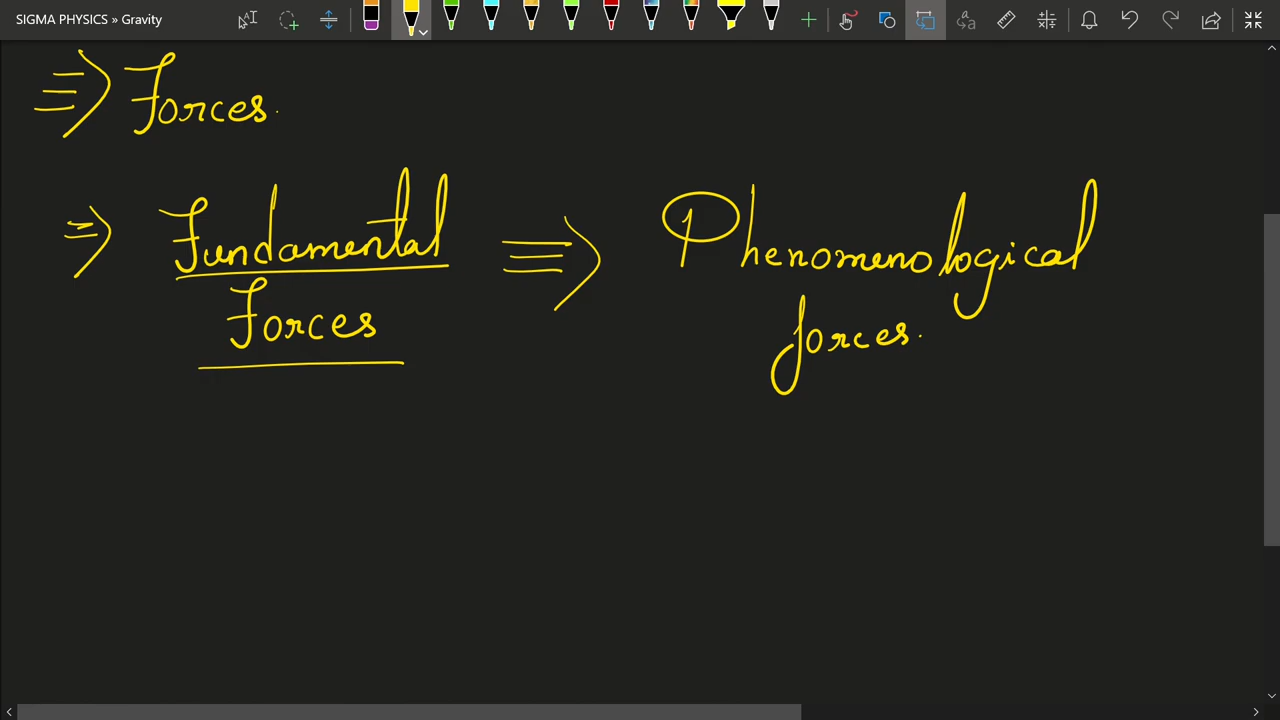 SIGMA PHYSICS » Gravity
⇒ Forces.
⇒ Fundamental ⇒ Phenomenological
Forces forces.